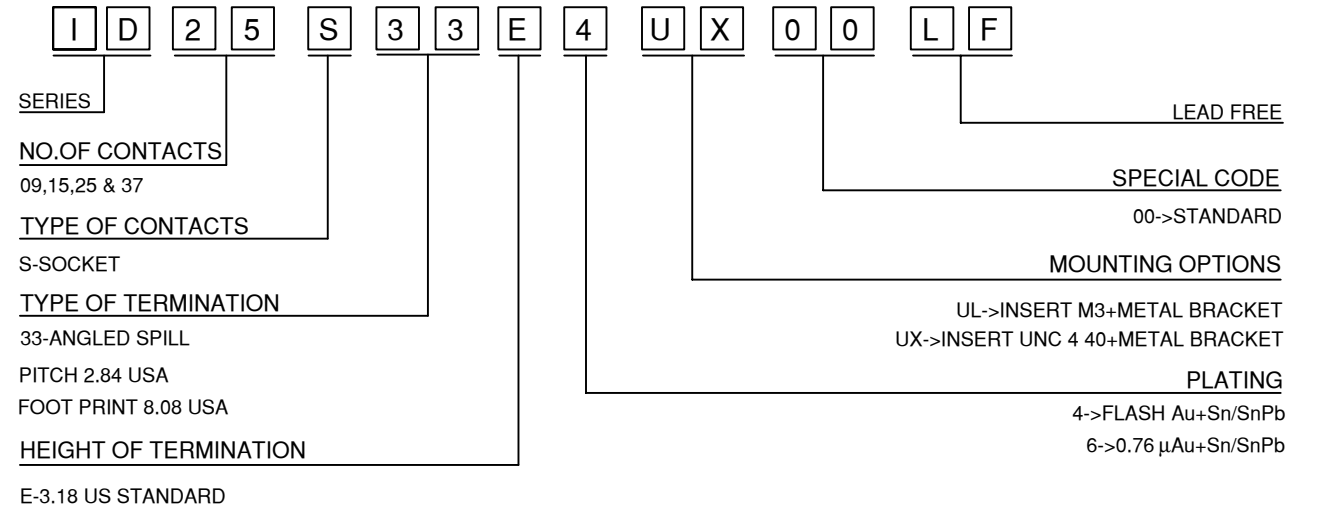 I D 2 5 S 3 3 E 4 U X 0 0 L F
SERIES
NO.OF CONTACTS
09,15,25 & 37
TYPE OF CONTACTS
S-SOCKET
TYPE OF TERMINATION
33-ANGLED SPILL
PITCH 2.84 USA
FOOT PRINT 8.08 USA
HEIGHT OF TERMINATION
E-3.18 US STANDARD
LEAD FREE
SPECIAL CODE
00->STANDARD
MOUNTING OPTIONS
UL->INSERT M3+METAL BRACKET
UX->INSERT UNC 4 40+METAL BRACKET
PLATING
4->FLASH Au+Sn/SnPb
6->0.76 µAu+Sn/SnPb